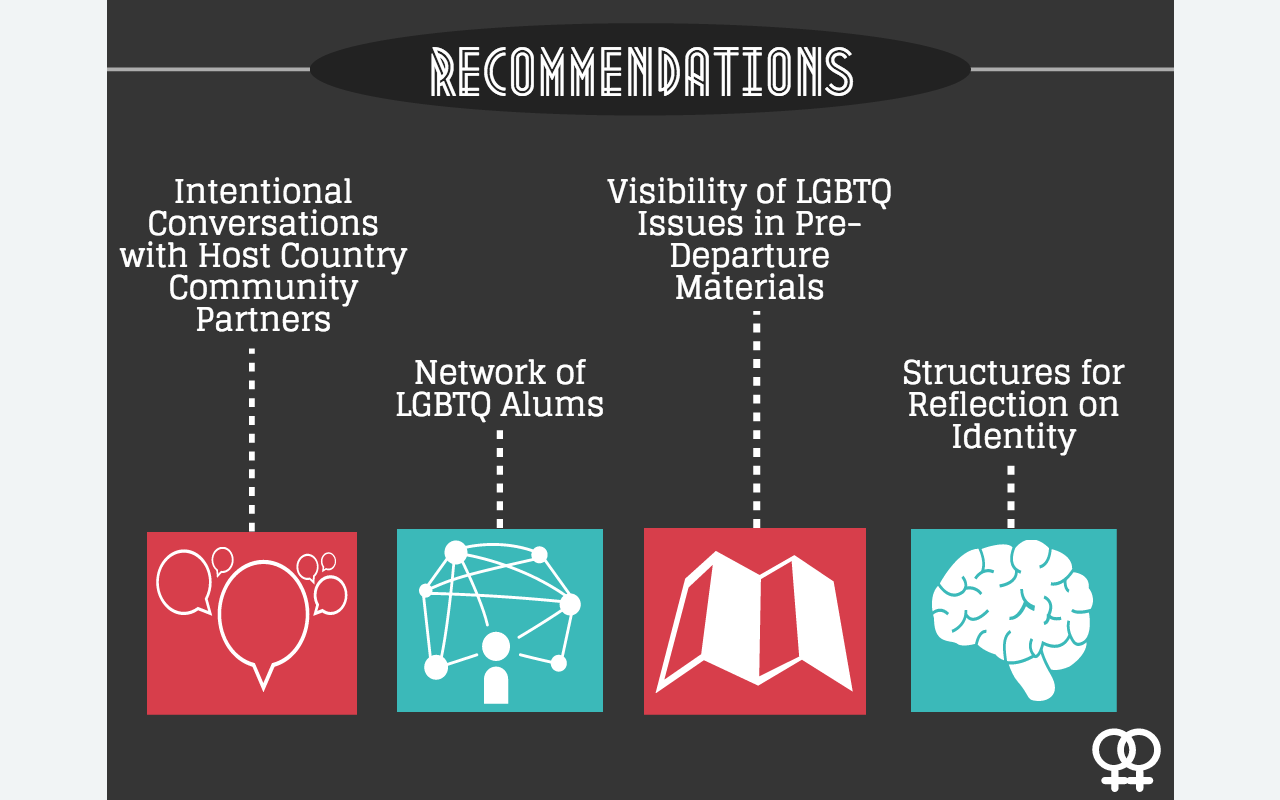 RECOMMENDATIONS
Intentional
Conversations
with Host Country
Community
Partners
Network of
LGBTQ Alums
Visibility of LGBTQ
Issues in Pre-
Departure
Materials
Structures for
Reflection on
Identity